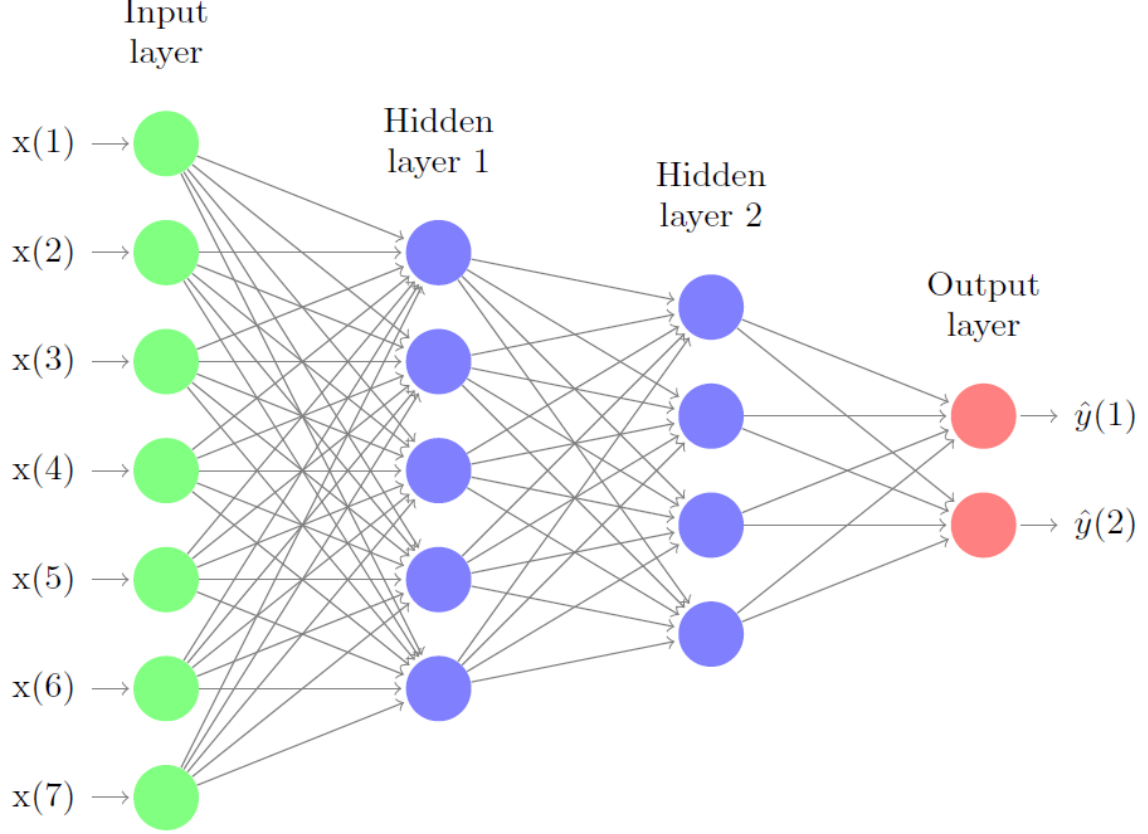 Input
layer
Hidden
layer 1
Hidden
layer 2
Output
layer
x(1)
x(2)
x(3)
x(4)
x(5)
x(6)
x(7)
ŷ(1)
ŷ(2)